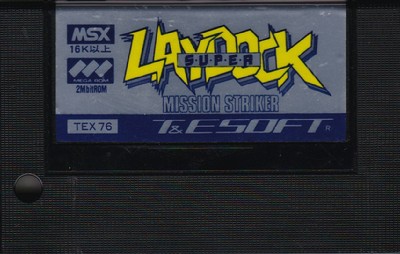 MSX
16K以上
MEGA ROM
2MbitROM
TEX 76
LAYDOCK
SUPER
MISSION STRIKER
T&ESOFT®